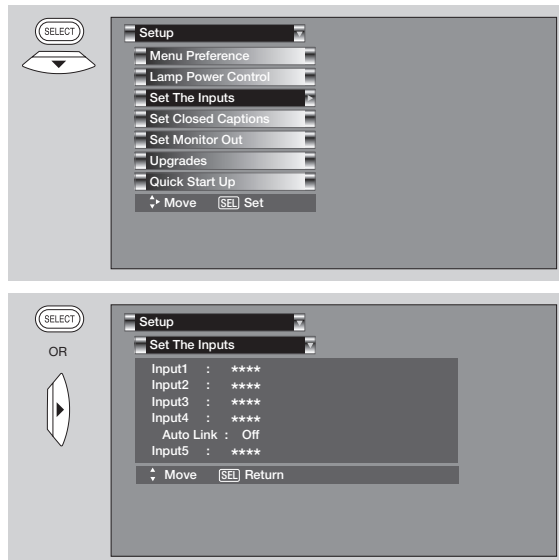 SELECT
Setup
Menu Preference
Lamp Power Control
Set The Inputs
Set Closed Captions
Set Monitor Out
Upgrades
Quick Start Up
Move SEL Set
SELECT
OR
Setup
Set The Inputs
Input1 : ****
Input2 : ****
Input3 : ****
Input4 : ****
Auto Link : Off
Input5 : ****
Move SEL Return